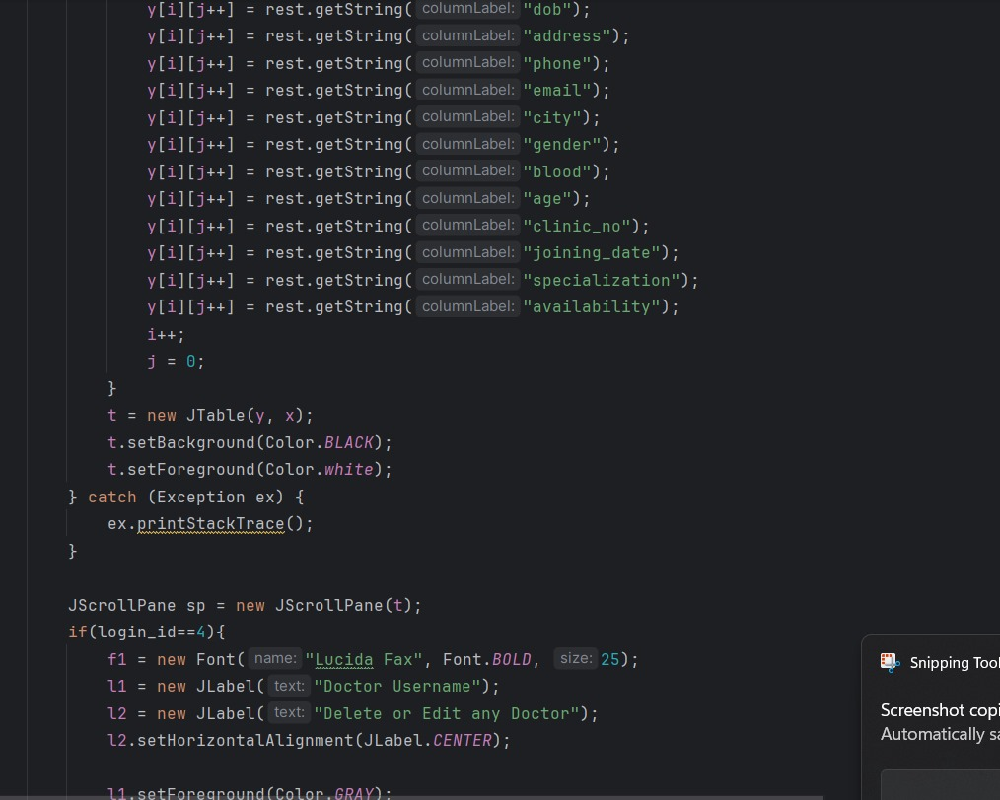 y[i][j++] = rest.getString( columnLabel: "dob");
y[i][j++] = rest.getString( columnLabel: "address");
y[i][j++] = rest.getString( columnLabel: "phone");
y[i][j++] = rest.getString( columnLabel: "email");
y[i][j++] = rest.getString( columnLabel: "city");
y[i][j++] = rest.getString( columnLabel: "gender");
y[i][j++] = rest.getString( columnLabel: "blood");
y[i][j++] = rest.getString( columnLabel: "age");
y[i][j++] = rest.getString( columnLabel: "clinic_no");
y[i][j++] = rest.getString( columnLabel: "joining_date");
y[i][j++] = rest.getString( columnLabel: "specialization");
y[i][j++] = rest.getString( columnLabel: "availability");
i++;
j = 0;
}
t = new JTable(y, x);
t.setBackground(Color.BLACK);
t.setForeground(Color.white);
} catch (Exception ex) {
ex.printStackTrace();
}
JScrollPane sp = new JScrollPane(t);
if(login_id==4){
f1 = new Font( name: "Lucida Fax", Font.BOLD, size: 25);
l1 = new JLabel( text: "Doctor Username");
l2 = new JLabel( text: "Delete or Edit any Doctor");
l2.setHorizontalAlignment(JLabel.CENTER);
l1.setForeground(Color.GRAY);
Snipping Tool
Screenshot copi
Automatically sa